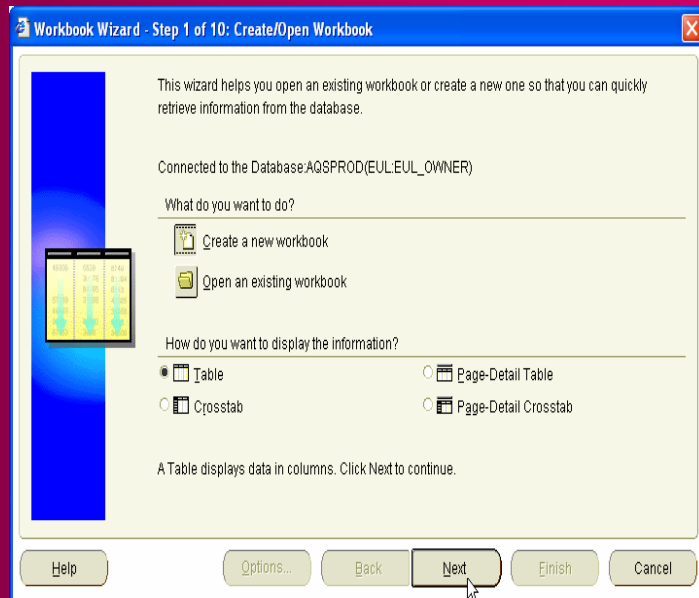 Workbook Wizard - Step 1 of 10: Create/Open Workbook
This wizard helps you open an existing workbook or create a new one so that you can quickly
retrieve information from the database.
Connected to the Database:AQSPROD(EUL:EUL_OWNER)
What do you want to do?
Create a new workbook
Open an existing workbook
How do you want to display the information?
Table
Page-Detail Table
Crosstab
Page-Detail Crosstab
A Table displays data in columns. Click Next to continue.
Help Options... Back Next Finish Cancel